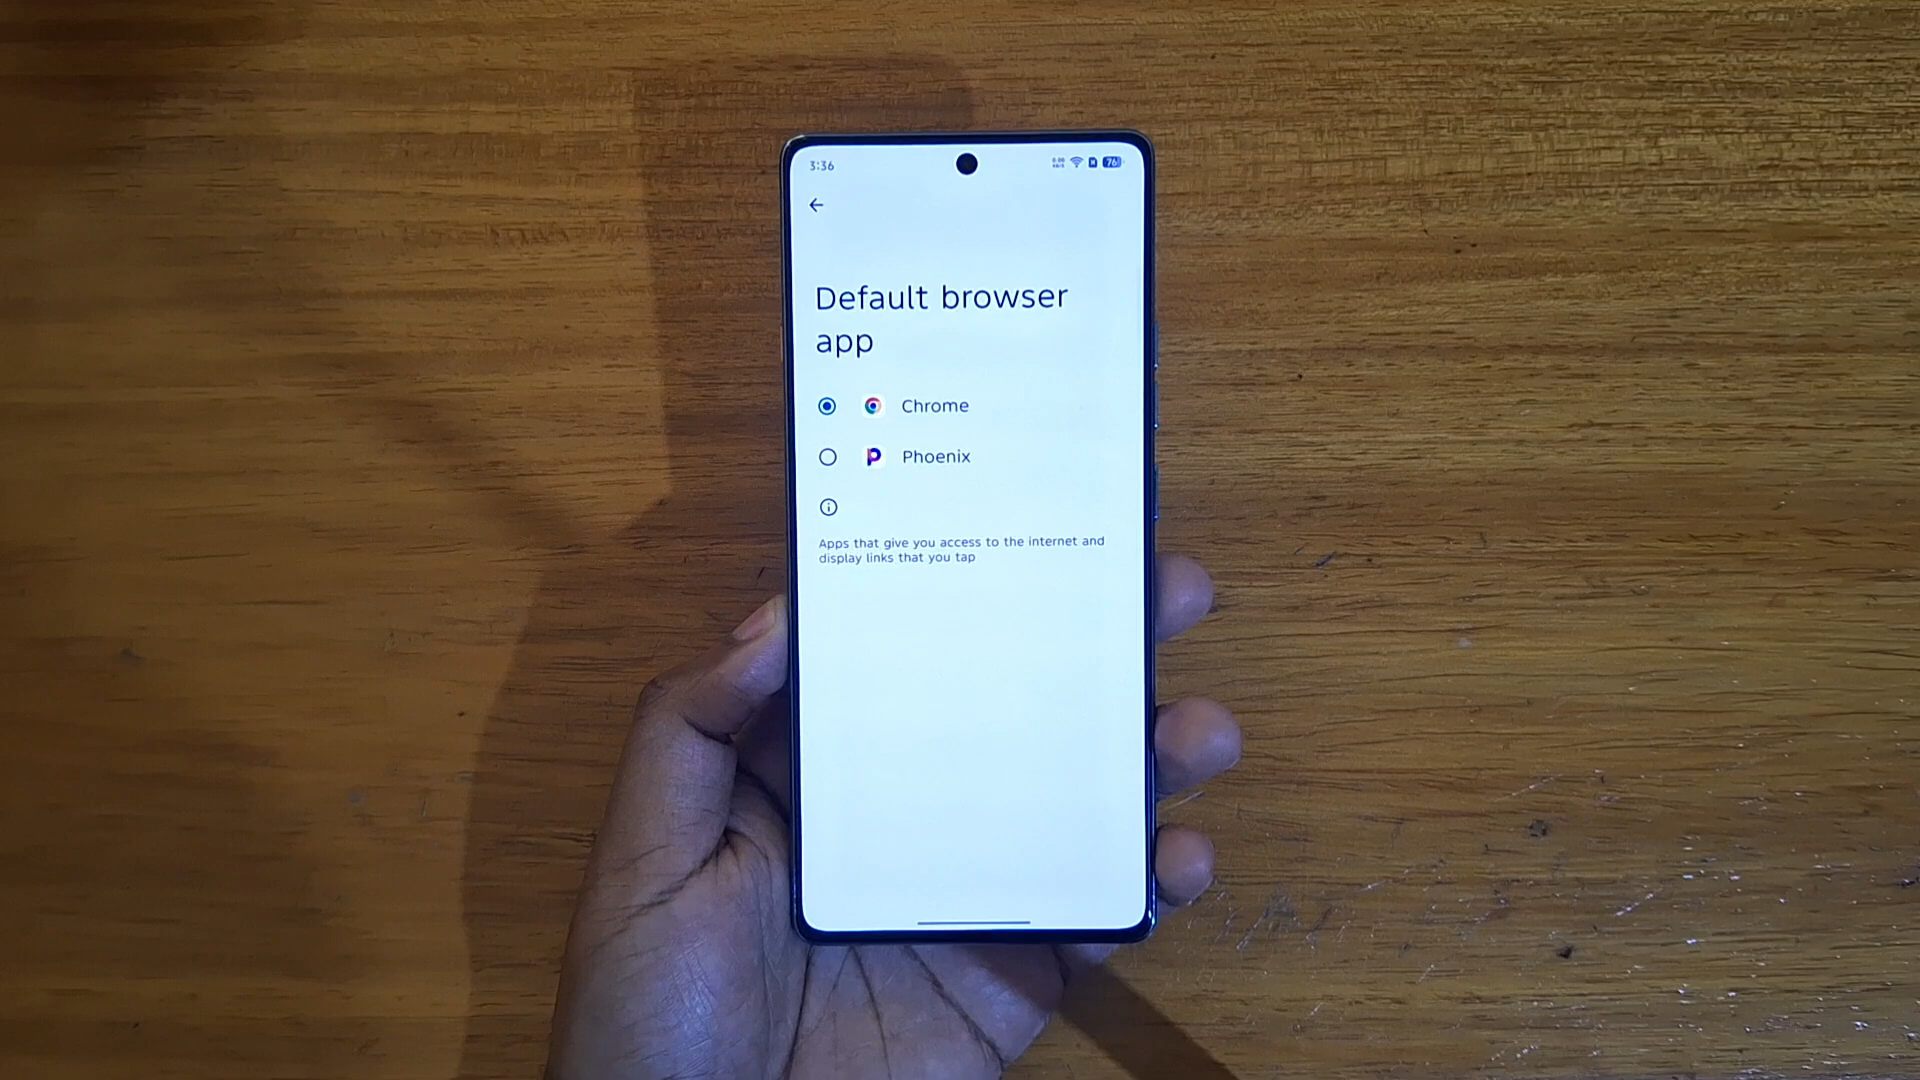 3:36
76
Default browser
app
Chrome
Phoenix
Apps that give you access to the internet and
display links that you tap